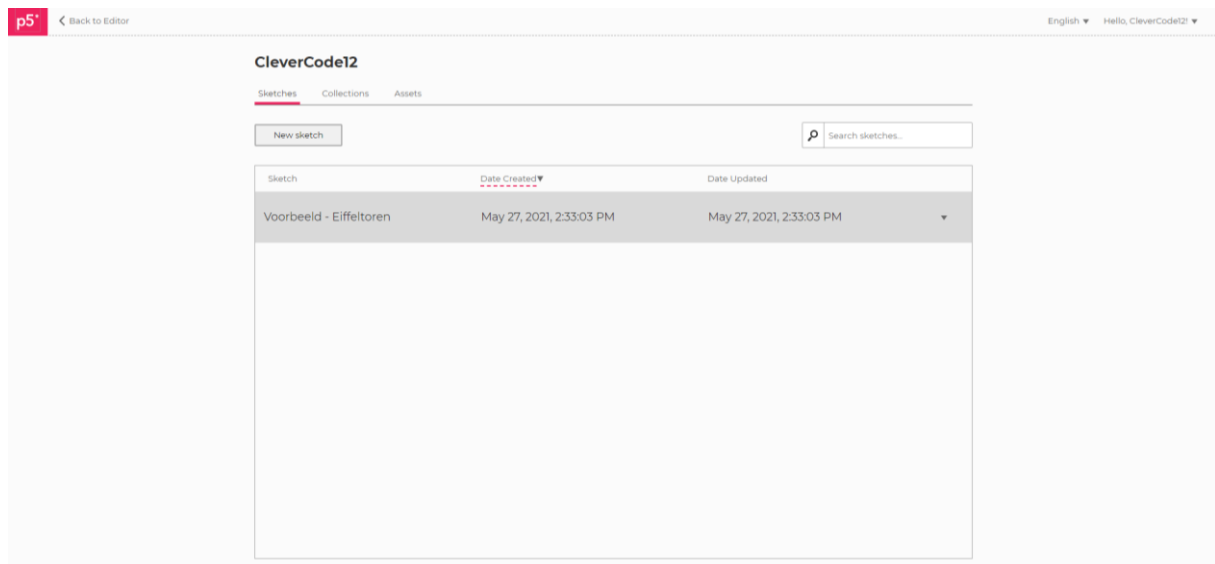 p5* Back to Editor English ▼ Hello, CleverCode12! ▼
CleverCode12
Sketches Collections Assets
New sketch Search sketches...
Sketch Date Created▼ Date Updated
Voorbeeld - Eiffeltoren May 27, 2021, 2:33:03 PM May 27, 2021, 2:33:03 PM ▼